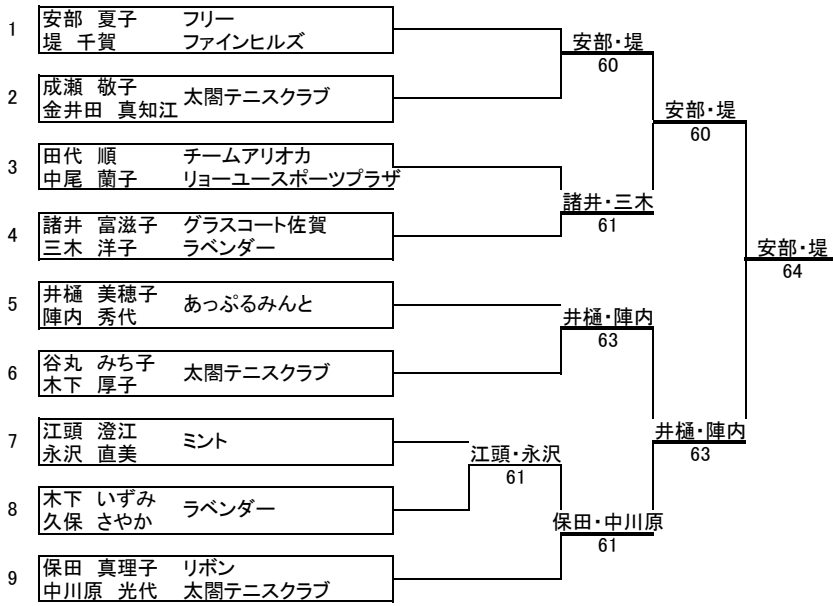 1
安部 夏子 フリー
堤 千賀 ファインヒルズ
2
成瀬 敬子
金井田 真知江
太閤テニスクラブ
3
田代 順 チームアリオカ
中尾 蘭子 リョーユースポーツプラザ
4
諸井 富滋子 グラスコート佐賀
三木 洋子 ラベンダー
5
井樋 美穂子
陣内 秀代
あっぷるみんと
6
谷丸 みち子
木下 厚子
太閤テニスクラブ
7
江頭 澄江
永沢 直美
ミント
8
木下 いずみ
久保 さやか
ラベンダー
9
保田 真理子 リボン
中川原 光代 太閤テニスクラブ
江頭・永沢
61
安部・堤
60
諸井・三木
61
井樋・陣内
63
保田・中川原
61
安部・堤
60
井樋・陣内
63
安部・堤
64